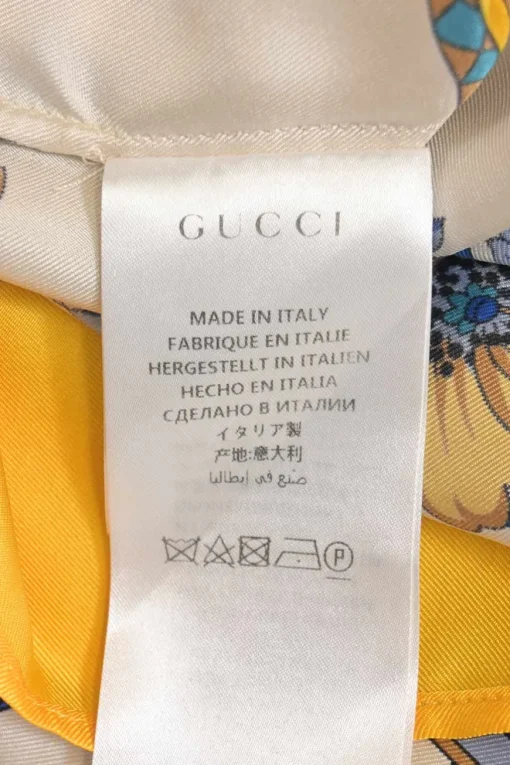 GUCCI
MADE IN ITALY
FABRIQUE EN ITALIE
HERGESTELLT IN ITALIEN
HECHO EN ITALIA
СДЕЛАНО В ИТАЛИИ
イタリア製
产地:意大利
صنع في إيطاليا
P